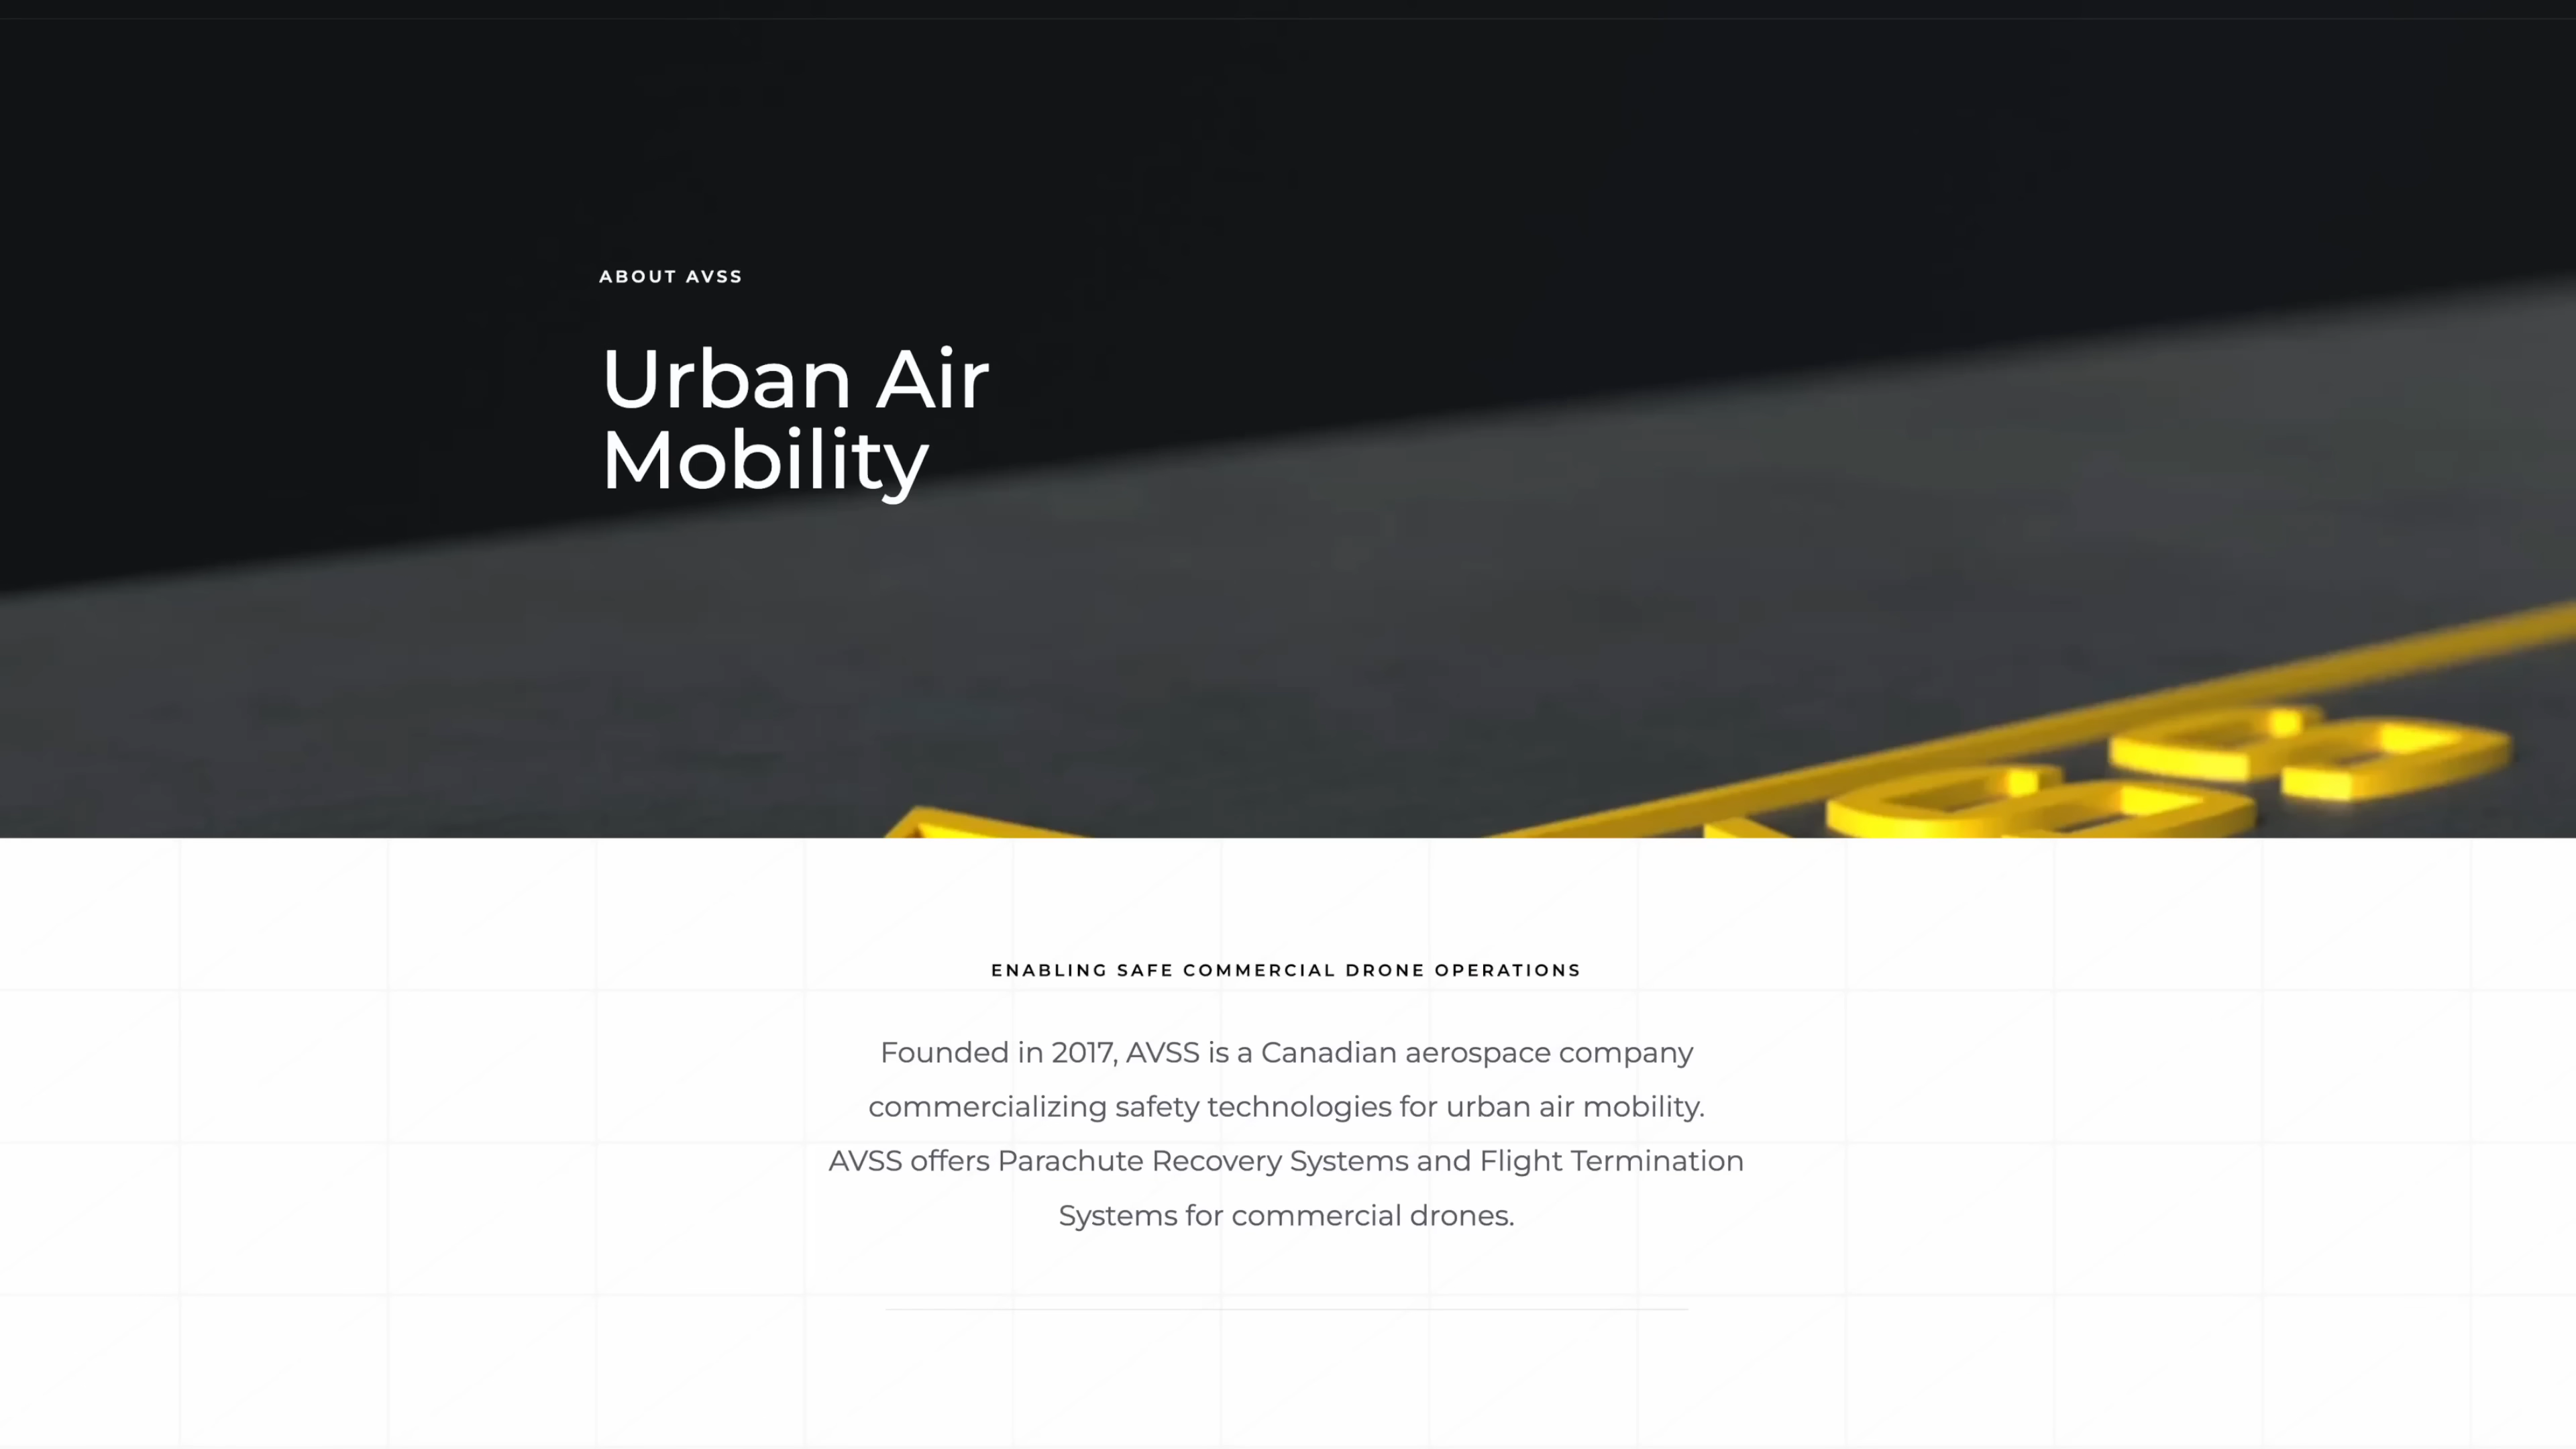 ABOUT AVSS
Urban Air
Mobility
ENABLING SAFE COMMERCIAL DRONE OPERATIONS
Founded in 2017, AVSS is a Canadian aerospace company
commercializing safety technologies for urban air mobility.
AVSS offers Parachute Recovery Systems and Flight Termination
Systems for commercial drones.